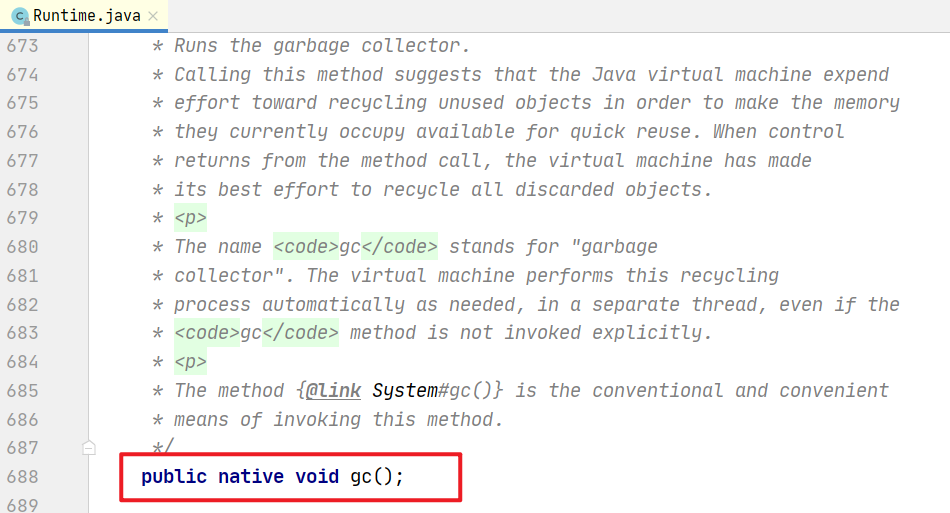 Runtime.java
673 * Runs the garbage collector.
674 * Calling this method suggests that the Java virtual machine expend
675 * effort toward recycling unused objects in order to make the memory
676 * they currently occupy available for quick reuse. When control
677 * returns from the method call, the virtual machine has made
678 * its best effort to recycle all discarded objects.
679 * <p>
680 * The name <code>gc</code> stands for "garbage
681 * collector". The virtual machine performs this recycling
682 * process automatically as needed, in a separate thread, even if the
683 * <code>gc</code> method is not invoked explicitly.
684 * <p>
685 * The method {@link System#gc()} is the conventional and convenient
686 * means of invoking this method.
687 */
688 public native void gc();
689